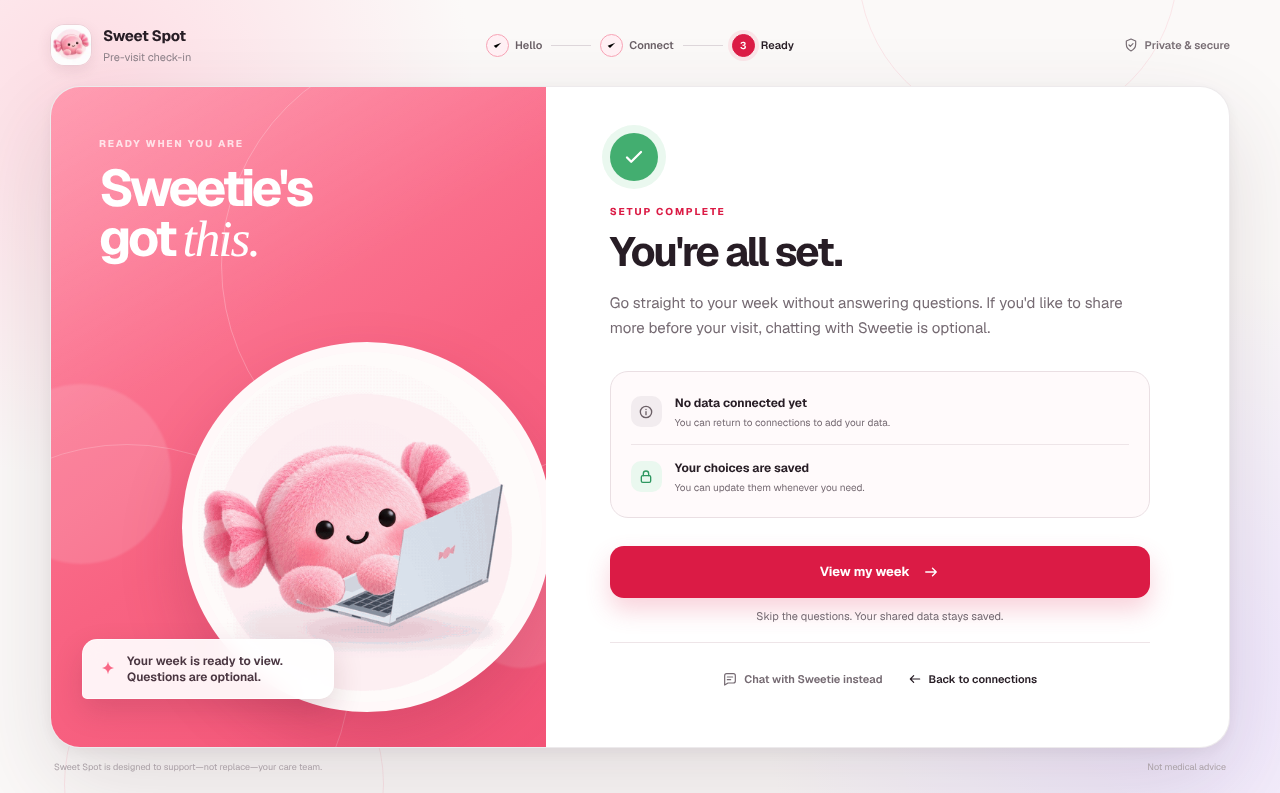 Sweet Spot
Pre-visit check-in
Hello
Connect
3
Ready
Private & secure
READY WHEN YOU ARE
Sweetie's
got this.
Your week is ready to view.
Questions are optional.
SETUP COMPLETE
You're all set.
Go straight to your week without answering questions. If you'd like to share
more before your visit, chatting with Sweetie is optional.
No data connected yet
You can return to connections to add your data.
Your choices are saved
You can update them whenever you need.
View my week
Skip the questions. Your shared data stays saved.
Chat with Sweetie instead
Back to connections
Sweet Spot is designed to support—not replace—your care team.
Not medical advice